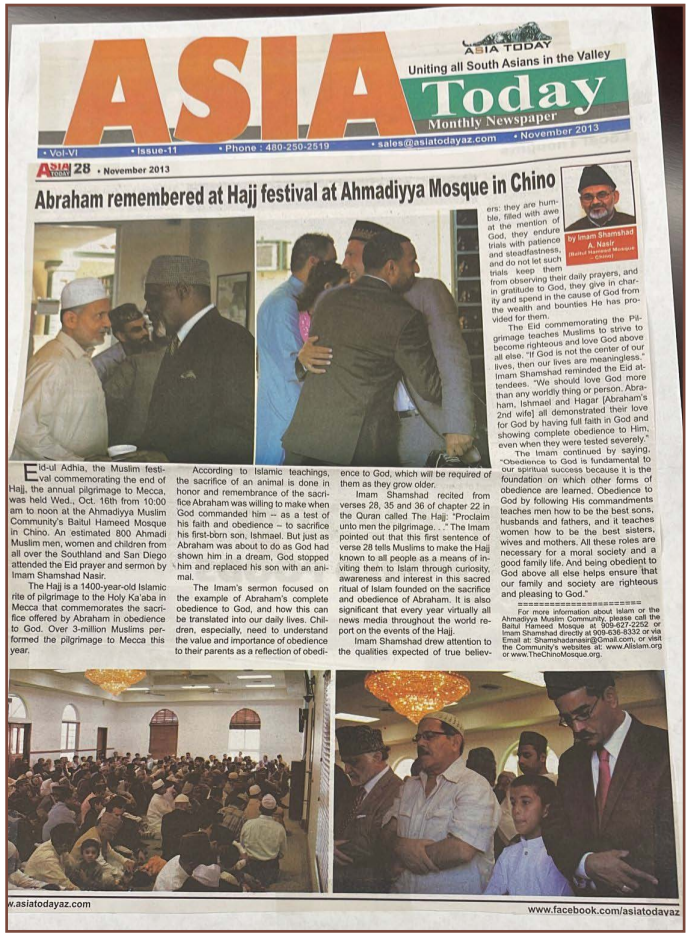 ASIA TODAY
Uniting all South Asians in the Valley
ASIA
Today
Monthly Newspaper
• Vol-VI • Issue-11 • Phone : 480-250-2519 • sales@asiatodayaz.com • November 2013
ASIA TODAY 28 • November 2013
Abraham remembered at Hajj festival at Ahmadiyya Mosque in Chino
by Imam Shamshad
A. Nasir
(Baitul Hameed Mosque
– Chino)
Eid-ul Adhia, the Muslim festi-
val commemorating the end of
Hajj, the annual pilgrimage to Mecca,
was held Wed., Oct. 16th from 10:00
am to noon at the Ahmadiyya Muslim
Community's Baitul Hameed Mosque
in Chino. An estimated 800 Ahmadi
Muslim men, women and children from
all over the Southland and San Diego
attended the Eid prayer and sermon by
Imam Shamshad Nasir.
The Hajj is a 1400-year-old Islamic
rite of pilgrimage to the Holy Ka'aba in
Mecca that commemorates the sacri-
fice offered by Abraham in obedience
to God. Over 3-million Muslims per-
formed the pilgrimage to Mecca this
year.
According to Islamic teachings,
the sacrifice of an animal is done in
honor and remembrance of the sacri-
fice Abraham was willing to make when
God commanded him -- as a test of
his faith and obedience – to sacrifice
his first-born son, Ishmael. But just as
Abraham was about to do as God had
shown him in a dream, God stopped
him and replaced his son with an ani-
mal.
The Imam's sermon focused on
the example of Abraham's complete
obedience to God, and how this can
be translated into our daily lives. Chil-
dren, especially, need to understand
the value and importance of obedience
to their parents as a reflection of obedi-
ence to God, which will be required of
them as they grow older.
Imam Shamshad recited from
verses 28, 35 and 36 of chapter 22 in
the Quran called The Hajj: "Proclaim
unto men the pilgrimage. . ." The Imam
pointed out that this first sentence of
verse 28 tells Muslims to make the Hajj
known to all people as a means of in-
viting them to Islam through curiosity,
awareness and interest in this sacred
ritual of Islam founded on the sacrifice
and obedience of Abraham. It is also
significant that every year virtually all
news media throughout the world re-
port on the events of the Hajj.
Imam Shamshad drew attention to
the qualities expected of true believ-
ers: they are hum-
ble, filled with awe
at the mention of
God, they endure
trials with patience
and steadfastness,
and do not let such
trials keep them
from observing their daily prayers, and
in gratitude to God, they give in char-
ity and spend in the cause of God from
the wealth and bounties He has pro-
vided for them.
The Eid commemorating the Pil-
grimage teaches Muslims to strive to
become righteous and love God above
all else. "If God is not the center of our
lives, then our lives are meaningless."
Imam Shamshad reminded the Eid at-
tendees. "We should love God more
than any worldly thing or person. Abra-
ham, Ishmael and Hagar [Abraham's
2nd wife] all demonstrated their love
for God by having full faith in God and
showing complete obedience to Him,
even when they were tested severely."
The Imam continued by saying,
"Obedience to God is fundamental to
our spiritual success because it is the
foundation on which other forms of
obedience are learned. Obedience to
God by following His commandments
teaches men how to be the best sons,
husbands and fathers, and it teaches
women how to be the best sisters,
wives and mothers. All these roles are
necessary for a moral society and a
good family life. And being obedient to
God above all else helps ensure that
our family and society are righteous
and pleasing to God."
========================
For more information about Islam or the
Ahmadiyya Muslim Community, please call the
Baitul Hameed Mosque at 909-627-2252 or
Imam Shamshad directly at 909-636-8332 or via
Email at: Shamshadanasir@Gmail.com, or visit
the Community's websites at: www.Alislam.org
or www.TheChinoMosque.org.
w.asiatodayaz.com
www.facebook.com/asiatodayaz